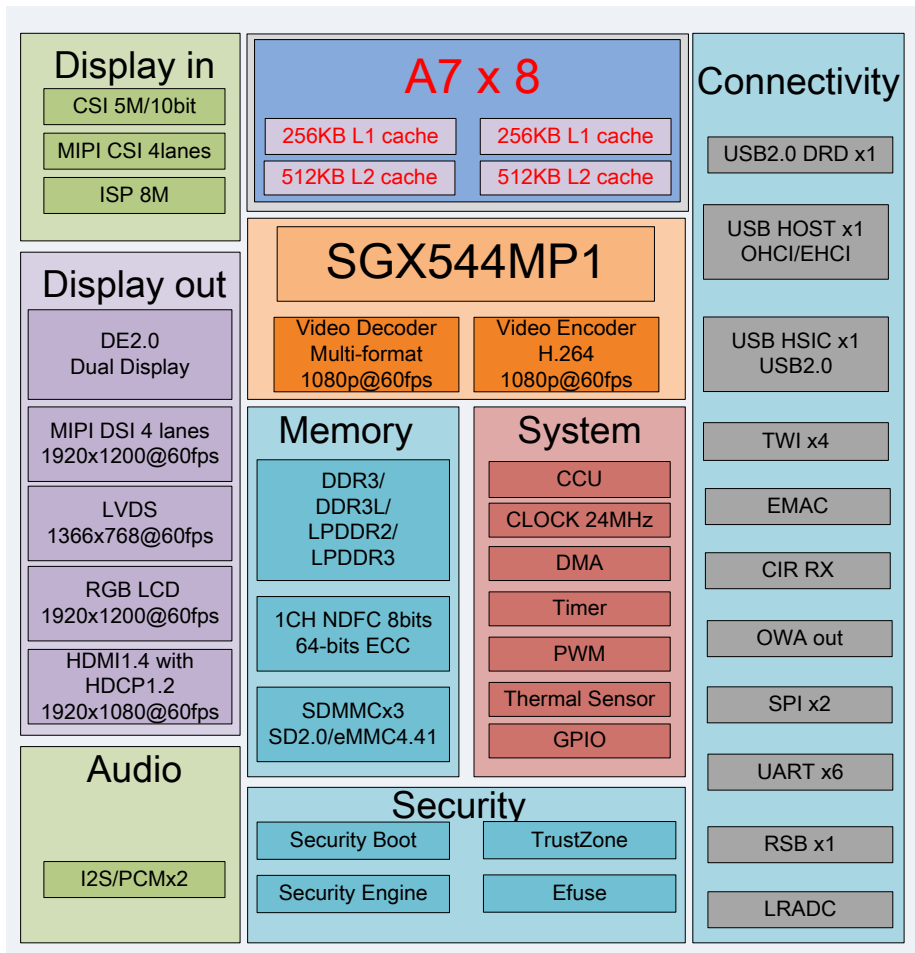 Display in
CSI 5M/10bit
MIPI CSI 4lanes
ISP 8M
Display out
DE2.0
Dual Display
MIPI DSI 4 lanes
1920x1200@60fps
LVDS
1366x768@60fps
RGB LCD
1920x1200@60fps
HDMI1.4 with
HDCP1.2
1920x1080@60fps
Audio
I2S/PCMx2
A7 x 8
256KB L1 cache
256KB L1 cache
512KB L2 cache
512KB L2 cache
SGX544MP1
Video Decoder
Multi-format
1080p@60fps
Video Encoder
H.264
1080p@60fps
Memory
DDR3/
DDR3L/
LPDDR2/
LPDDR3
1CH NDFC 8bits
64-bits ECC
SDMMCx3
SD2.0/eMMC4.41
System
CCU
CLOCK 24MHz
DMA
Timer
PWM
Thermal Sensor
GPIO
Security
Security Boot
TrustZone
Security Engine
Efuse
Connectivity
USB2.0 DRD x1
USB HOST x1
OHCI/EHCI
USB HSIC x1
USB2.0
TWI x4
EMAC
CIR RX
OWA out
SPI x2
UART x6
RSB x1
LRADC